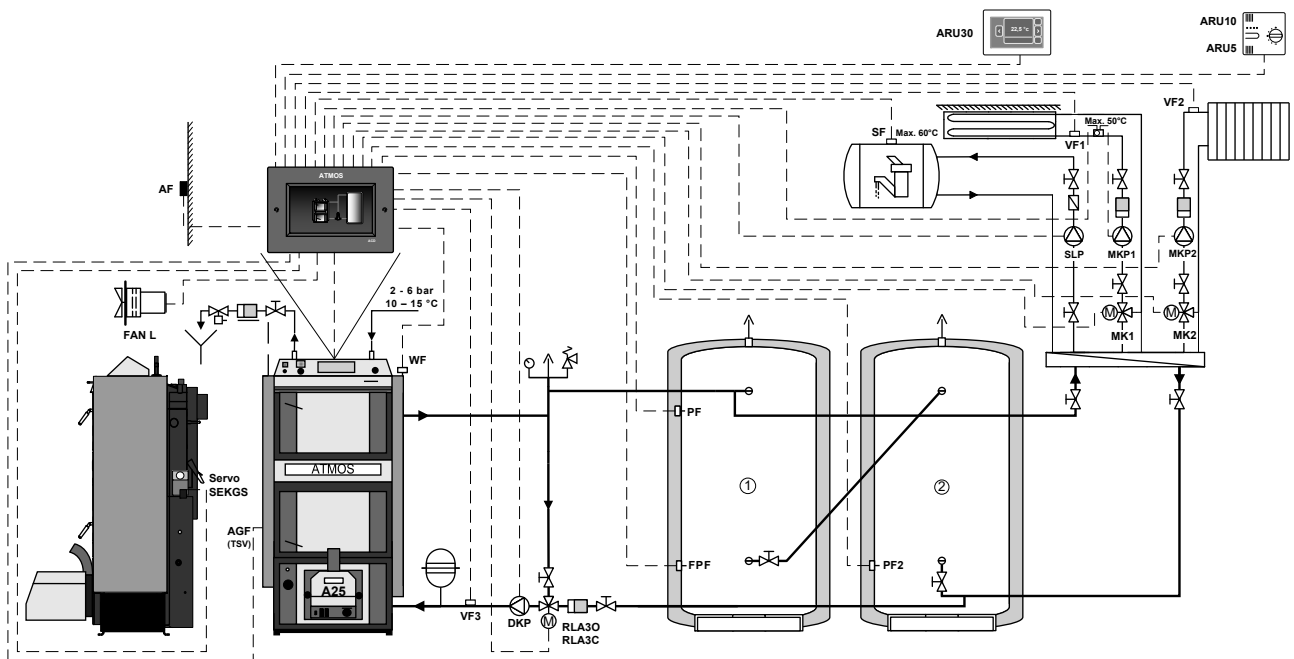 ARU30
22,5 °c
ARU10
ARU5
VF2
Max. 50°C
SF
Max. 60°C
VF1
ATMOS
AF
ACD
SLP
MKP1
MKP2
2 - 6 bar
10 – 15 °C
FAN L
M
M
MK1
MK2
WF
PF
ATMOS
Servo
SEKGS
1
2
AGF
(TSV)
FPF
PF2
A25
VF3
DKP
M
RLA3O
RLA3C